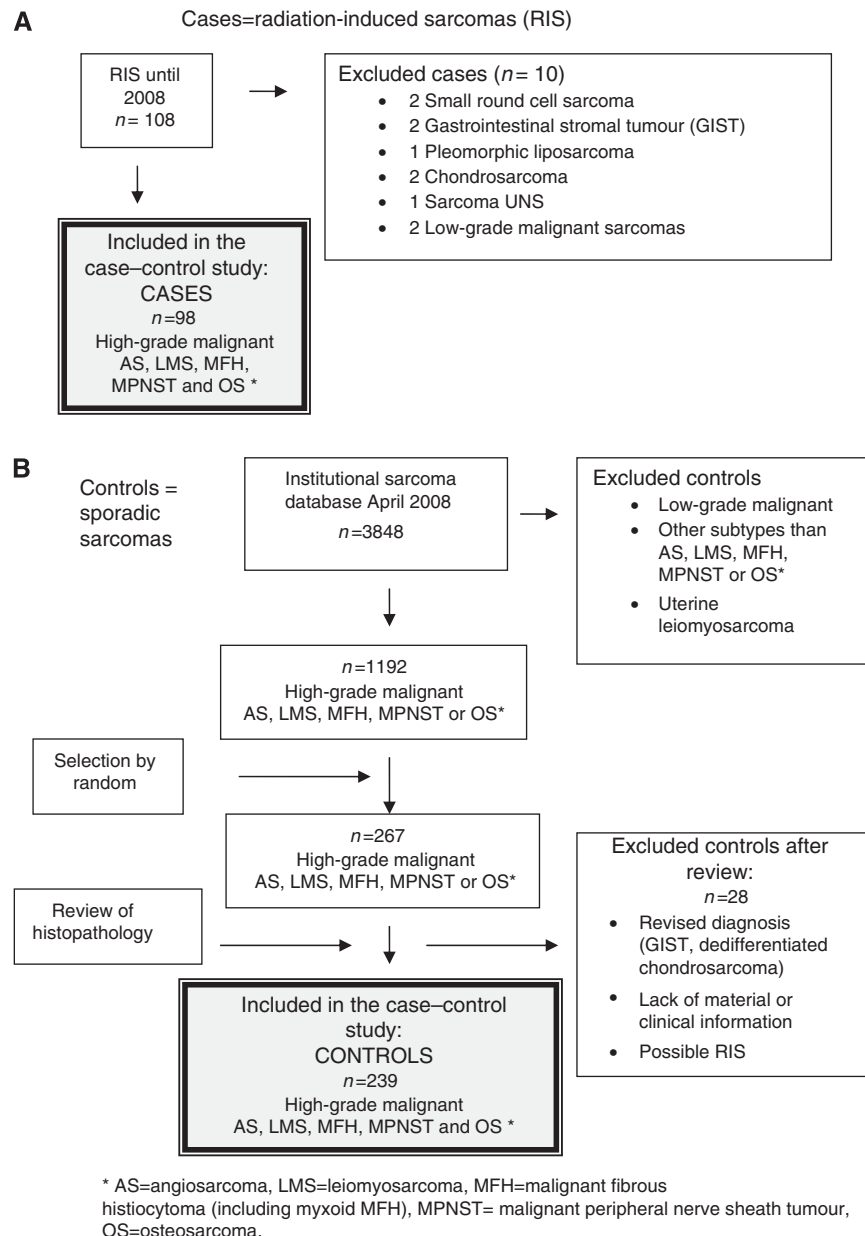 A
Cases=radiation-induced sarcomas (RIS)
RIS until
2008
n= 108
Excluded cases (n= 10)
• 2 Small round cell sarcoma
• 2 Gastrointestinal stromal tumour (GIST)
• 1 Pleomorphic liposarcoma
• 2 Chondrosarcoma
• 1 Sarcoma UNS
• 2 Low-grade malignant sarcomas
Included in the
case–control study:
CASES
n=98
High-grade malignant
AS, LMS, MFH,
MPNST and OS *
B
Controls =
sporadic
sarcomas
Institutional sarcoma
database April 2008
n=3848
Excluded controls
• Low-grade malignant
• Other subtypes than
AS, LMS, MFH,
MPNST or OS*
• Uterine
leiomyosarcoma
n=1192
High-grade malignant
AS, LMS, MFH, MPNST or OS*
Selection by
random
n=267
High-grade malignant
AS, LMS, MFH, MPNST or OS*
Review of
histopathology
Excluded controls after
review:
n=28
• Revised diagnosis
(GIST, dedifferentiated
chondrosarcoma)
• Lack of material or
clinical information
• Possible RIS
Included in the case–control
study:
CONTROLS
n=239
High-grade malignant
AS, LMS, MFH, MPNST and OS *
* AS=angiosarcoma, LMS=leiomyosarcoma, MFH=malignant fibrous
histiocytoma (including myxoid MFH), MPNST= malignant peripheral nerve sheath tumour,
OS=osteosarcoma.